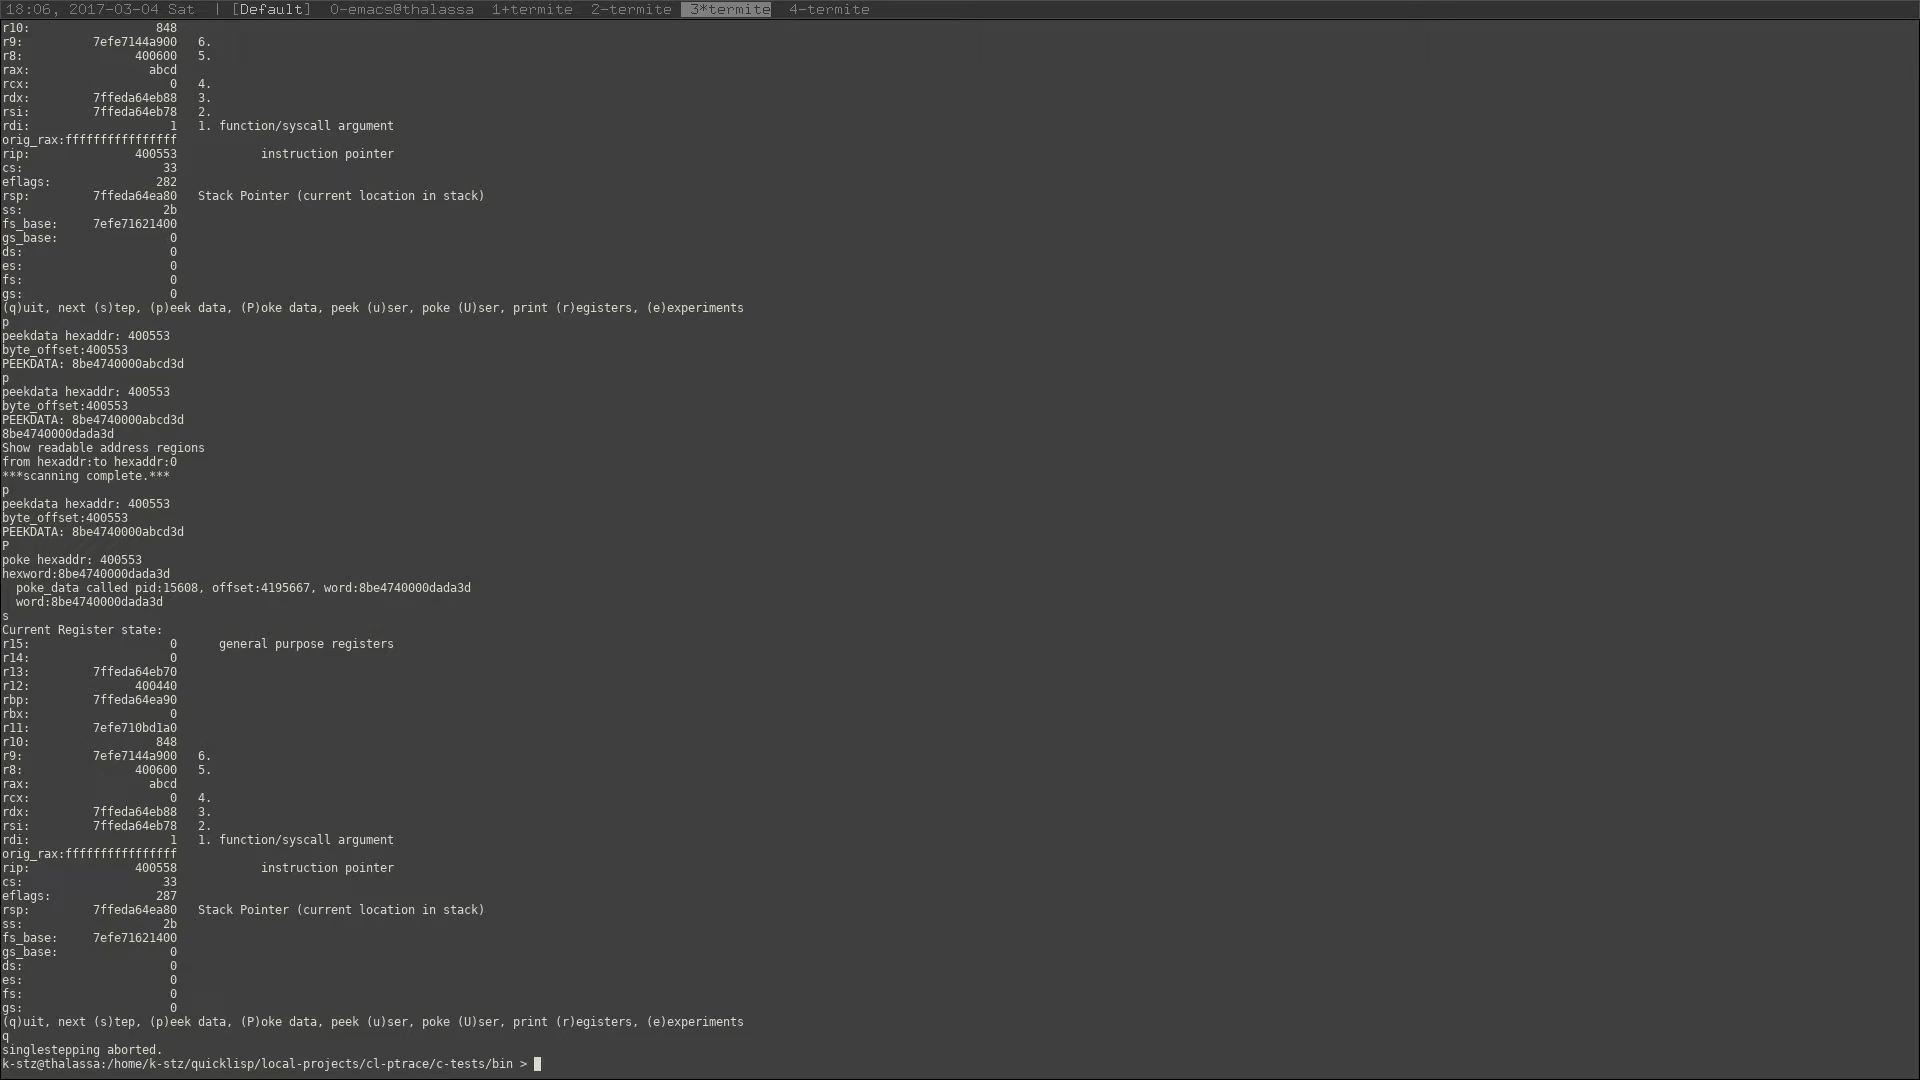 18:06, 2017-03-04 Sat | [Default] 0-emacs@thalassa 1+termite 2-termite 3*termite 4-termite
r10: 848
r9: 7efe7144a900 6.
r8: 400600 5.
rax: abcd
rcx: 0 4.
rdx: 7ffeda64eb88 3.
rsi: 7ffeda64eb78 2.
rdi: 1 1. function/syscall argument
orig_rax:ffffffffffffffff
rip: 400553 instruction pointer
cs: 33
eflags: 282
rsp: 7ffeda64ea80 Stack Pointer (current location in stack)
ss: 2b
fs_base: 7efe71621400
gs_base: 0
ds: 0
es: 0
fs: 0
gs: 0
(q)uit, next (s)tep, (p)eek data, (P)oke data, peek (u)ser, poke (U)ser, print (r)egisters, (e)experiments
p
peekdata hexaddr: 400553
byte_offset:400553
PEEKDATA: 8be4740000abcd3d
p
peekdata hexaddr: 400553
byte_offset:400553
PEEKDATA: 8be4740000abcd3d
8be4740000dada3d
Show readable address regions
from hexaddr:to hexaddr:0
***scanning complete.***
p
peekdata hexaddr: 400553
byte_offset:400553
PEEKDATA: 8be4740000abcd3d
P
poke hexaddr: 400553
hexword:8be4740000dada3d
poke_data called pid:15608, offset:4195667, word:8be4740000dada3d
word:8be4740000dada3d
s
Current Register state:
r15: 0 general purpose registers
r14: 0
r13: 7ffeda64eb70
r12: 400440
rbp: 7ffeda64ea90
rbx: 0
r11: 7efe710bd1a0
r10: 848
r9: 7efe7144a900 6.
r8: 400600 5.
rax: abcd
rcx: 0 4.
rdx: 7ffeda64eb88 3.
rsi: 7ffeda64eb78 2.
rdi: 1 1. function/syscall argument
orig_rax:ffffffffffffffff
rip: 400558 instruction pointer
cs: 33
eflags: 287
rsp: 7ffeda64ea80 Stack Pointer (current location in stack)
ss: 2b
fs_base: 7efe71621400
gs_base: 0
ds: 0
es: 0
fs: 0
gs: 0
(q)uit, next (s)tep, (p)eek data, (P)oke data, peek (u)ser, poke (U)ser, print (r)egisters, (e)experiments
q
singlestepping aborted.
k-stz@thalassa:/home/k-stz/quicklisp/local-projects/cl-ptrace/c-tests/bin >